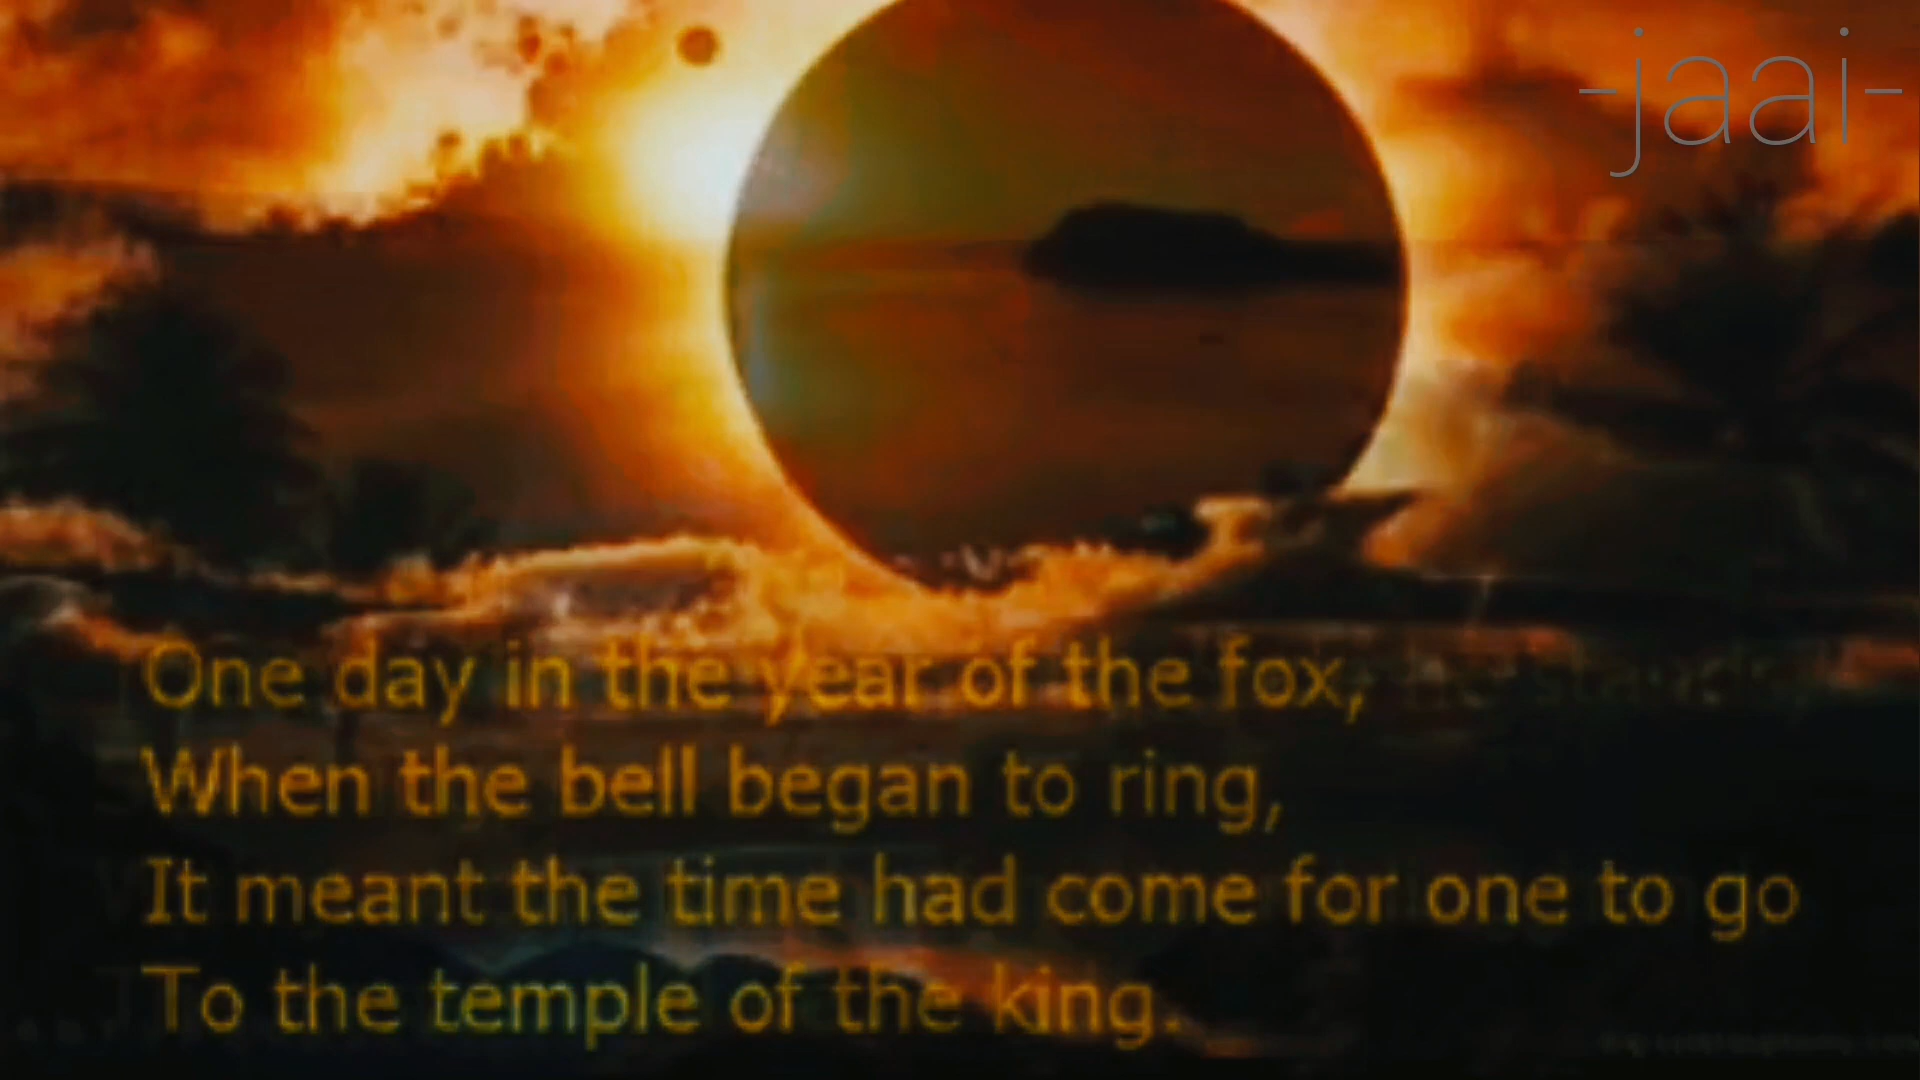 -jaai-
One day in the year of the fox,
When the bell began to ring,
It meant the time had come for one to go
To the temple of the king.